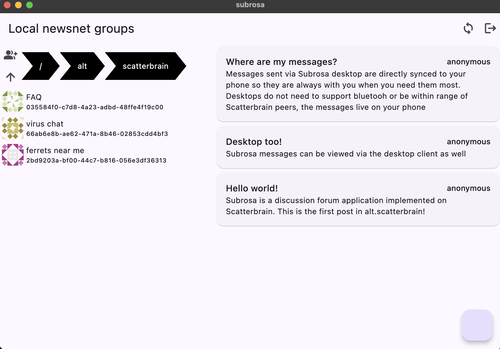 subrosa
Local newsnet groups
/
alt
scatterbrain
FAQ
035584f0-c7d8-4a23-adbd-48ffe4f19c00
virus chat
66ab6e8b-ae62-471a-8b46-02853cdd4bf3
ferrets near me
2bd9203a-bf00-44c7-b816-056e3df36313
Where are my messages?
anonymous
Messages sent via Subrosa desktop are directly synced to your
phone so they are always with you when you need them most.
Desktops do not need to support bluetooh or be within range of
Scatterbrain peers, the messages live on your phone
Desktop too!
anonymous
Subrosa messages can be viewed via the desktop client as well
Hello world!
anonymous
Subrosa is a discussion forum application implemented on
Scatterbrain. This is the first post in alt.scatterbrain!